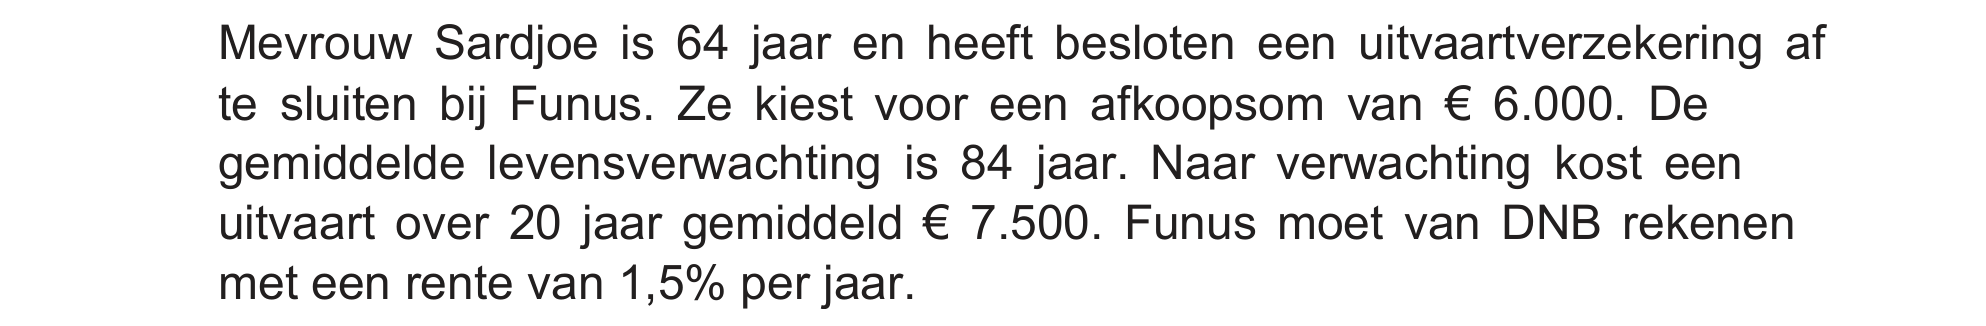 Mevrouw Sardjoe is 64 jaar en heeft besloten een uitvaartverzekering af
te sluiten bij Funus. Ze kiest voor een afkoopsom van € 6.000. De
gemiddelde levensverwachting is 84 jaar. Naar verwachting kost een
uitvaart over 20 jaar gemiddeld € 7.500. Funus moet van DNB rekenen
met een rente van 1,5% per jaar.